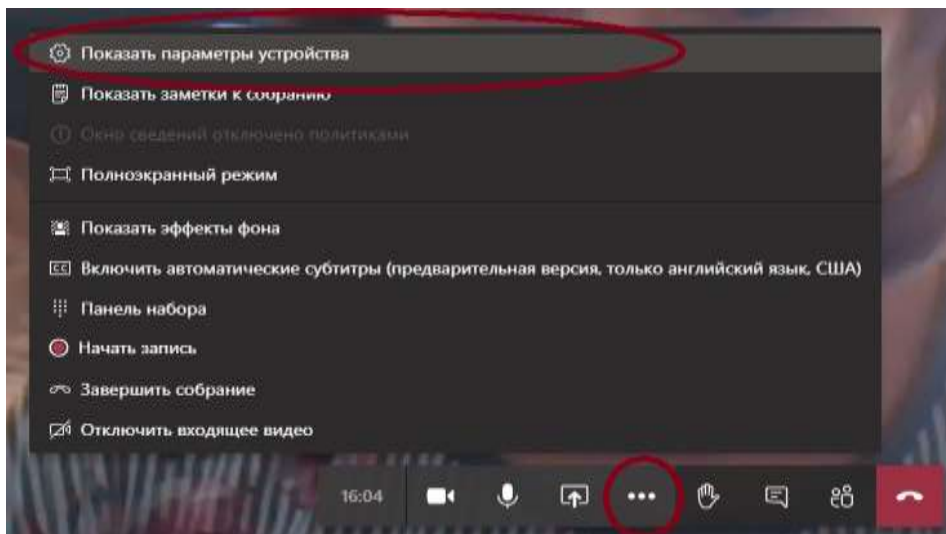 Показать параметры устройства
Показать заметки к собранию
Окно сведений отключено политиками
Полноэкранный режим
Показать эффекты фона
Включить автоматические субтитры (предварительная версия, только английский язык, США)
Панель набора
Начать запись
Завершить собрание
Отключить входящее видео
16:04